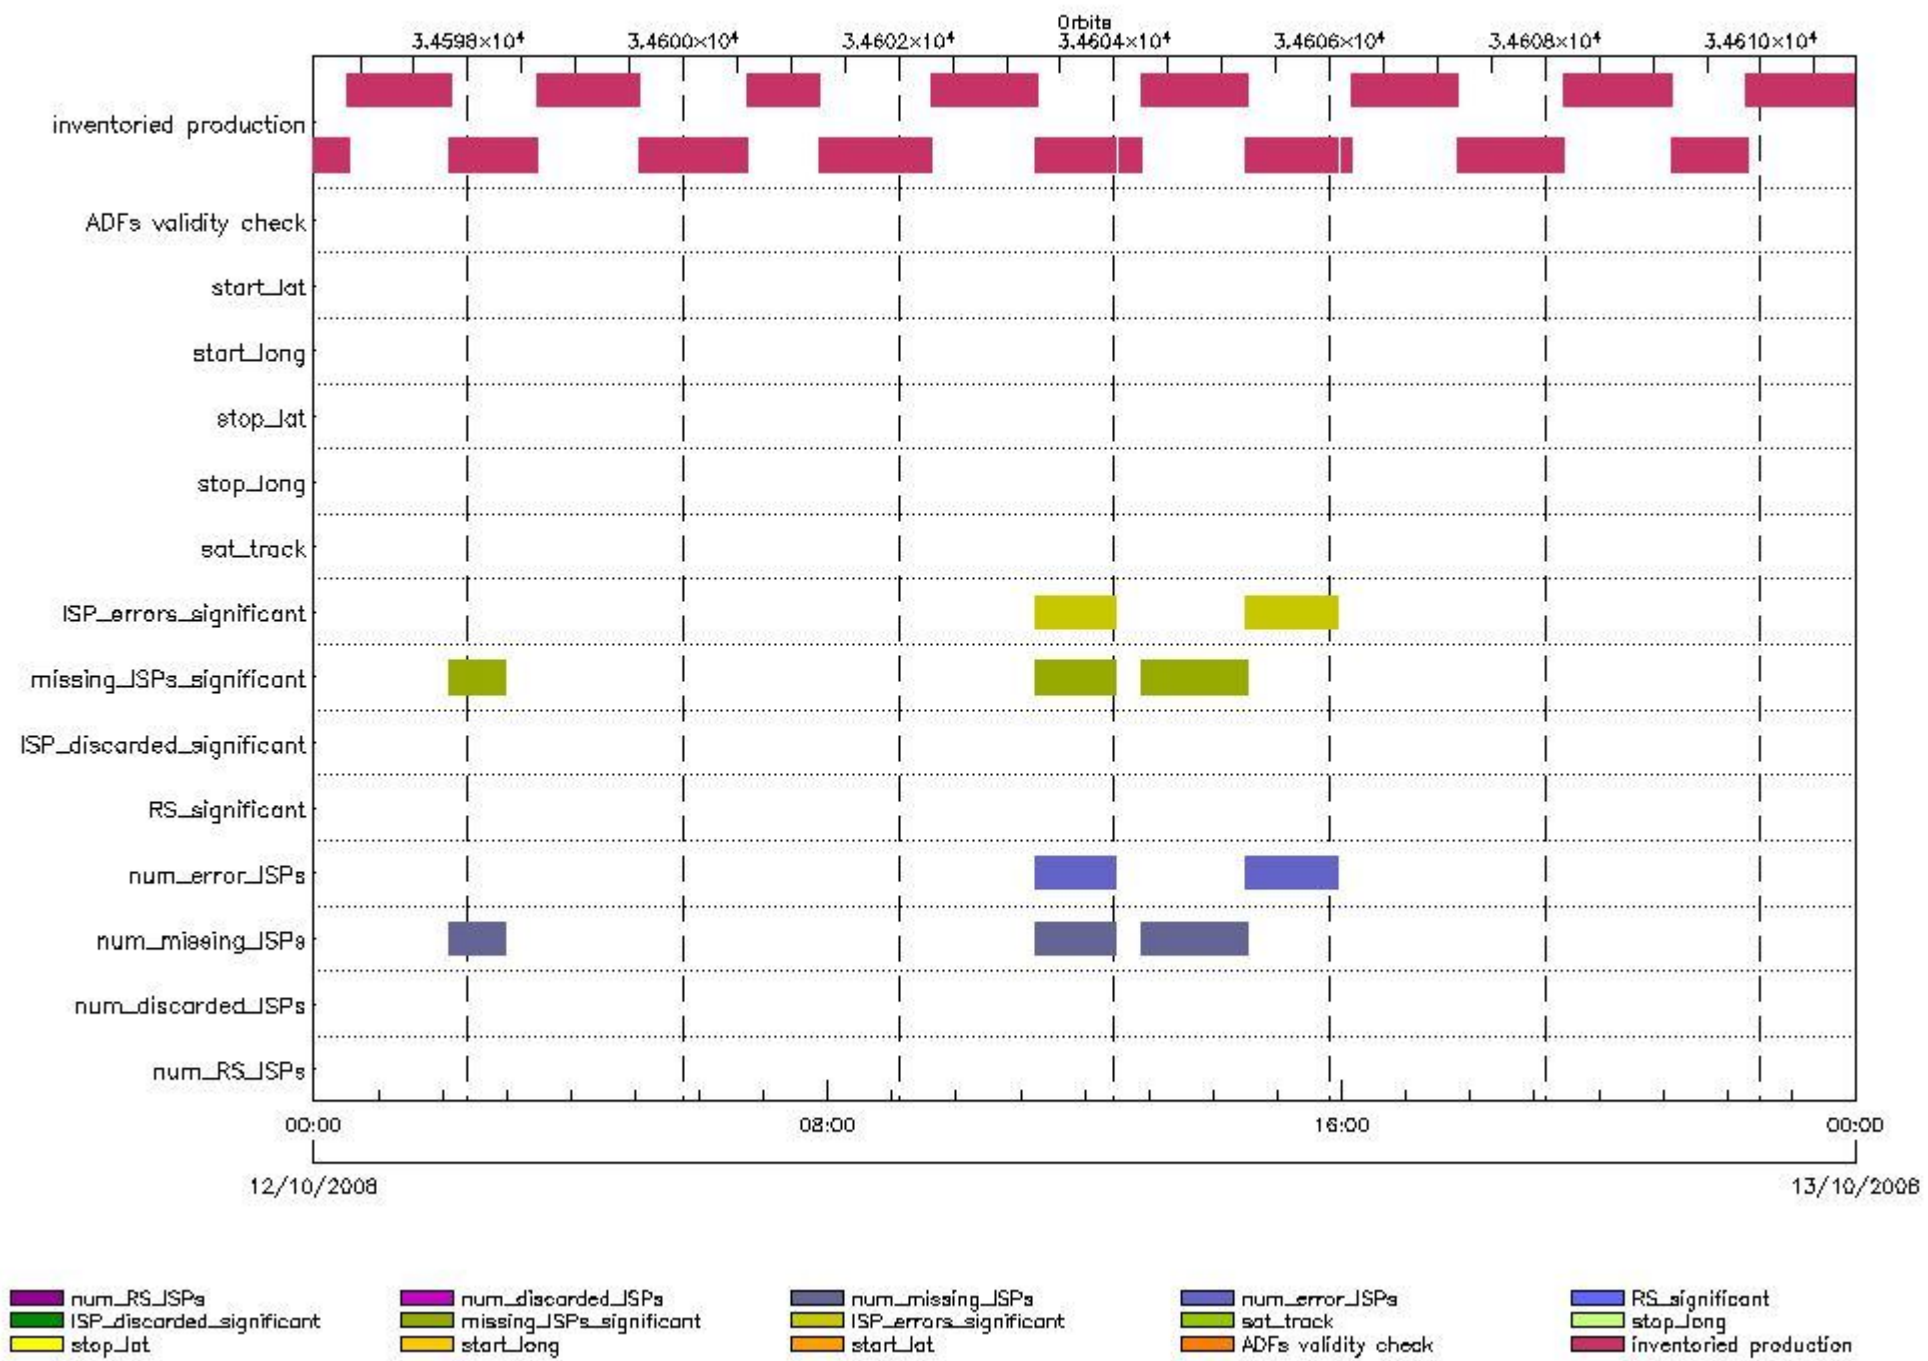 Orbits
3.4598×10⁴ 3.4600×10⁴ 3.4602×10⁴ 3.4604×10⁴ 3.4606×10⁴ 3.4608×10⁴ 3.4610×10⁴
inventoried production
ADFs validity check
start_lat
start_long
stop_lat
stop_long
sat_track
ISP_errors_significant
missing_ISPs_significant
ISP_discarded_significant
RS_significant
num_error_ISPs
num_missing_ISPs
num_discarded_ISPs
num_RS_ISPs
00:00 08:00 16:00 00:00
12/10/2008 13/10/2008
num_RS_ISPs num_discarded_ISPs num_missing_ISPs num_error_ISPs RS_significant
ISP_discarded_significant missing_ISPs_significant ISP_errors_significant sat_track stop_long
stop_lat start_long start_lat ADFs validity check inventoried production